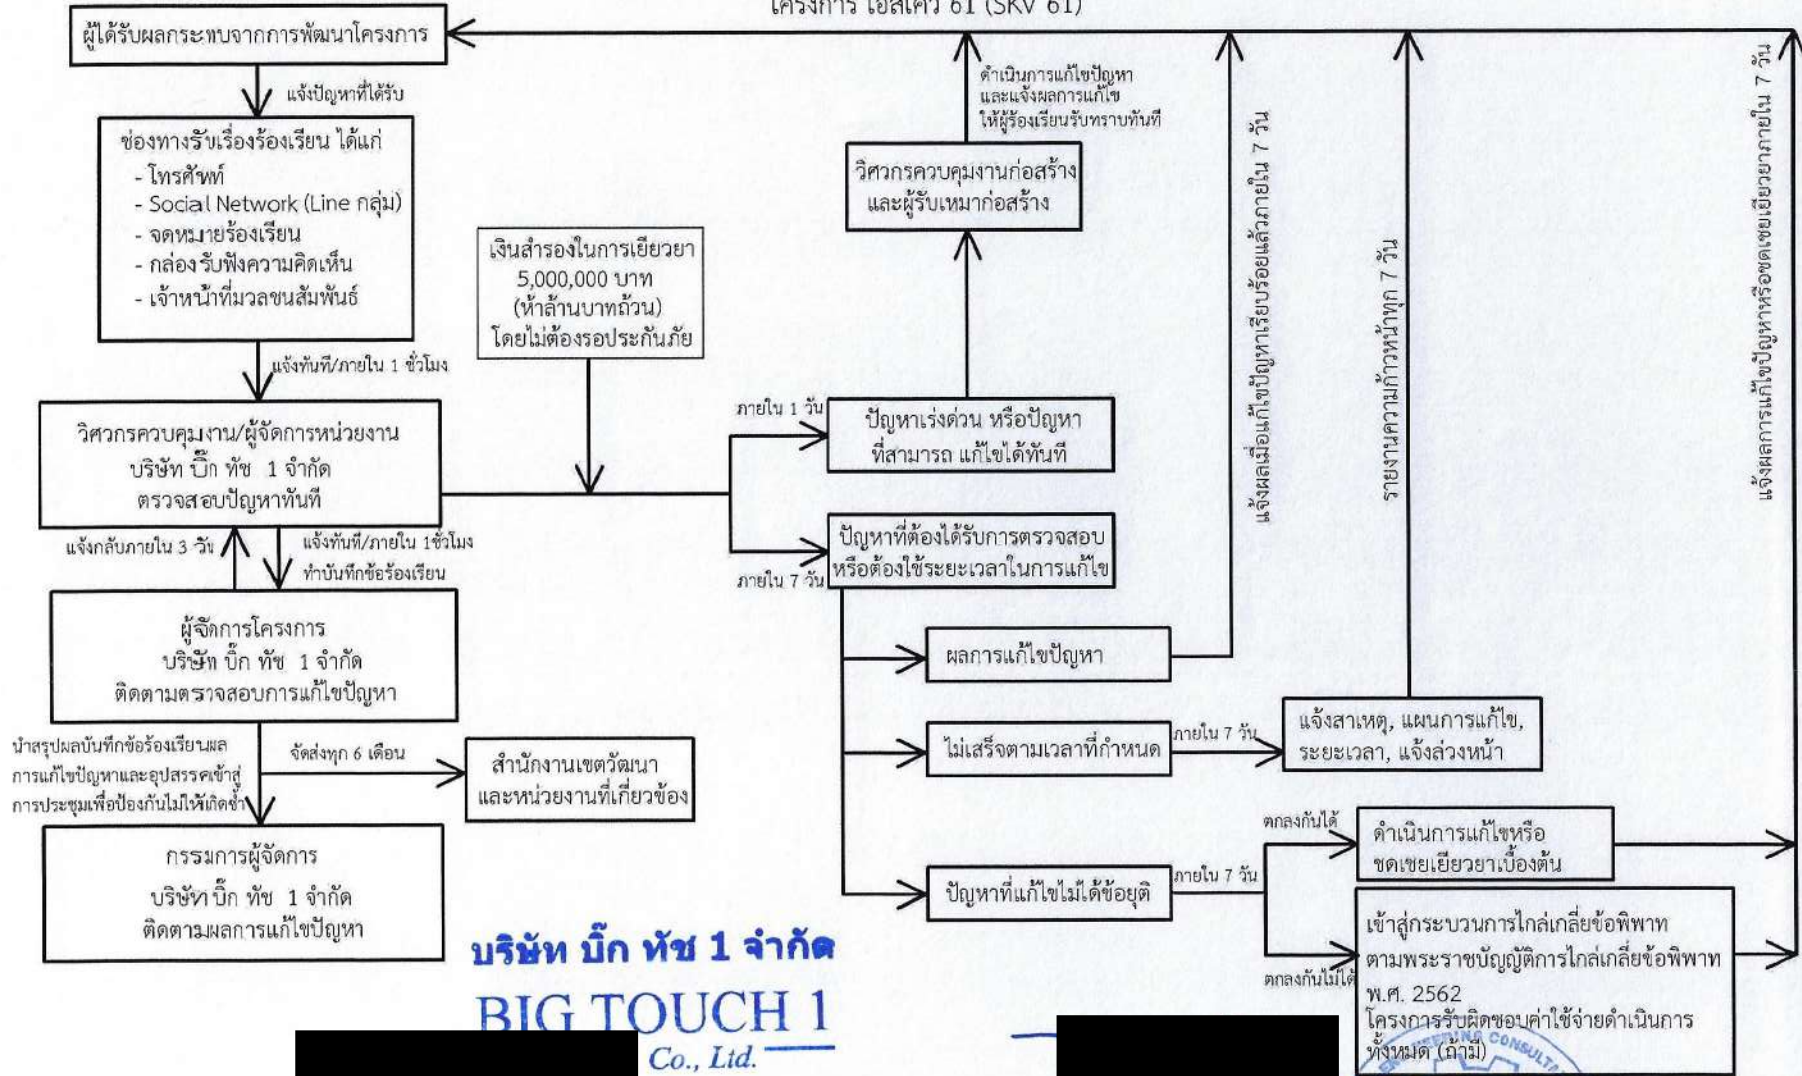 โครงการ เอสเควี 61 (SKV 61)
ผู้ได้รับผลกระทบจากการพัฒนาโครงการ
แจ้งปัญหาที่ได้รับ
ช่องทางรับเรื่องร้องเรียน ได้แก่
- โทรศัพท์
- Social Network (Line กลุ่ม)
- จดหมายร้องเรียน
- กล่องรับฟังความคิดเห็น
- เจ้าหน้าที่มวลชนสัมพันธ์
แจ้งทันที/ภายใน 1 ชั่วโมง
วิศวกรควบคุมงาน/ผู้จัดการหน่วยงาน
บริษัท บิ๊ก ทัช 1 จำกัด
ตรวจสอบปัญหาทันที
แจ้งกลับภายใน 3 วัน
แจ้งทันที/ภายใน 1ชั่วโมง
ทำบันทึกข้อร้องเรียน
ผู้จัดการโครงการ
บริษัท บิ๊ก ทัช 1 จำกัด
ติดตามตรวจสอบการแก้ไขปัญหา
นำสรุปผลบันทึกข้อร้องเรียนผล
การแก้ไขปัญหาและอุปสรรคเข้าสู่
การประชุมเพื่อป้องกันไม่ให้เกิดซ้ำ
จัดส่งทุก 6 เดือน
สำนักงานเขตวัฒนา
และหน่วยงานที่เกี่ยวข้อง
กรรมการผู้จัดการ
บริษัท บิ๊ก ทัช 1 จำกัด
ติดตามผลการแก้ไขปัญหา
เงินสำรองในการเยียวยา
5,000,000 บาท
(ห้าล้านบาทถ้วน)
โดยไม่ต้องรอประกันภัย
ภายใน 1 วัน
ปัญหาเร่งด่วน หรือปัญหา
ที่สามารถ แก้ไขได้ทันที
วิศวกรควบคุมงานก่อสร้าง
และผู้รับเหมาก่อสร้าง
ดำเนินการแก้ไขปัญหา
และแจ้งผลการแก้ไข
ให้ผู้ร้องเรียนรับทราบทันที
ภายใน 7 วัน
ปัญหาที่ต้องได้รับการตรวจสอบ
หรือต้องใช้ระยะเวลาในการแก้ไข
ผลการแก้ไขปัญหา
แจ้งผลเมื่อแก้ไขปัญหาเรียบร้อยแล้วภายใน 7 วัน
ไม่เสร็จตามเวลาที่กำหนด
ภายใน 7 วัน
แจ้งสาเหตุ, แผนการแก้ไข,
ระยะเวลา, แจ้งล่วงหน้า
รายงานความก้าวหน้าทุก 7 วัน
ปัญหาที่แก้ไขไม่ได้ข้อยุติ
ภายใน 7 วัน
ตกลงกันได้
ดำเนินการแก้ไขหรือ
ชดเชยเยียวยาเบื้องต้น
ตกลงกันไม่ได้
เข้าสู่กระบวนการไกล่เกลี่ยข้อพิพาท
ตามพระราชบัญญัติการไกล่เกลี่ยข้อพิพาท
พ.ศ. 2562
โครงการรับผิดชอบค่าใช้จ่ายดำเนินการ
ทั้งหมด (ถ้ามี)
แจ้งผลการแก้ไขปัญหาหรือชดเชยเยียวยาภายใน 7 วัน
บริษัท บิ๊ก ทัช 1 จำกัด
BIG TOUCH 1
Co., Ltd.